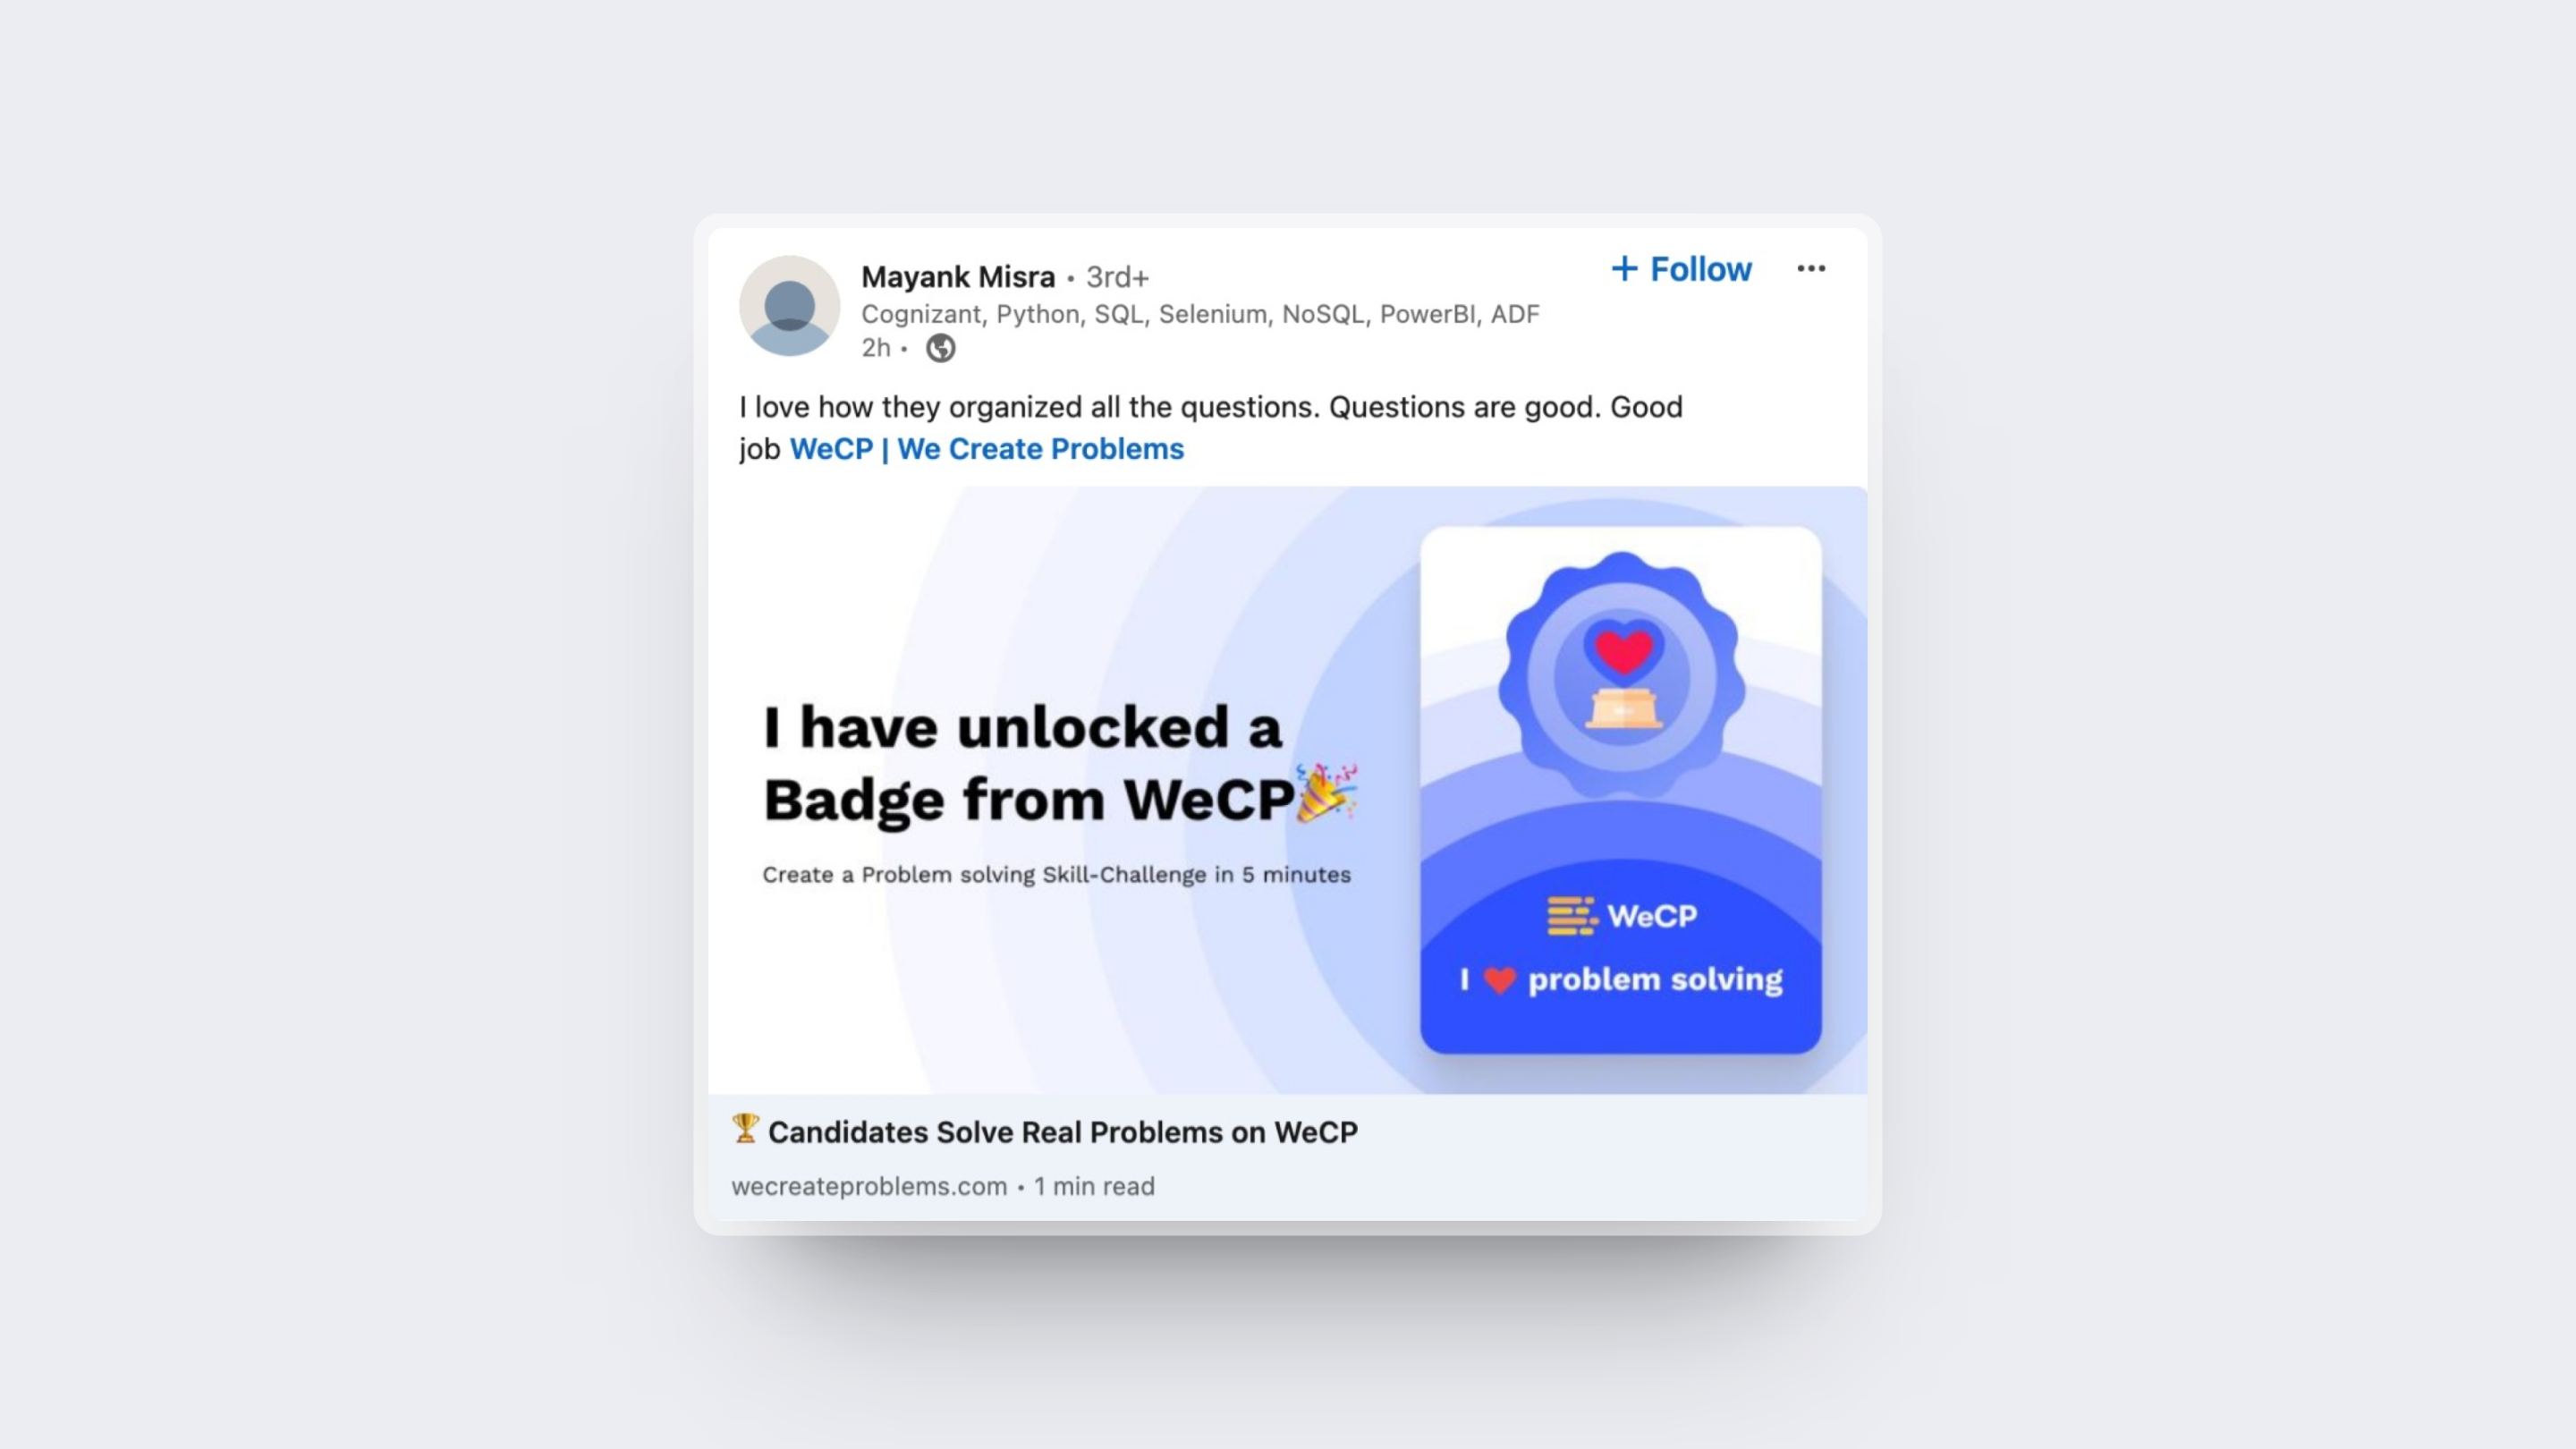 Mayank Misra • 3rd+
+ Follow
Cognizant, Python, SQL, Selenium, NoSQL, PowerBI, ADF
2h •
I love how they organized all the questions. Questions are good. Good
job WeCP | We Create Problems
I have unlocked a
Badge from WeCP🎉
Create a Problem solving Skill-Challenge in 5 minutes
WeCP
I ❤️ problem solving
🏆 Candidates Solve Real Problems on WeCP
wecreateproblems.com • 1 min read